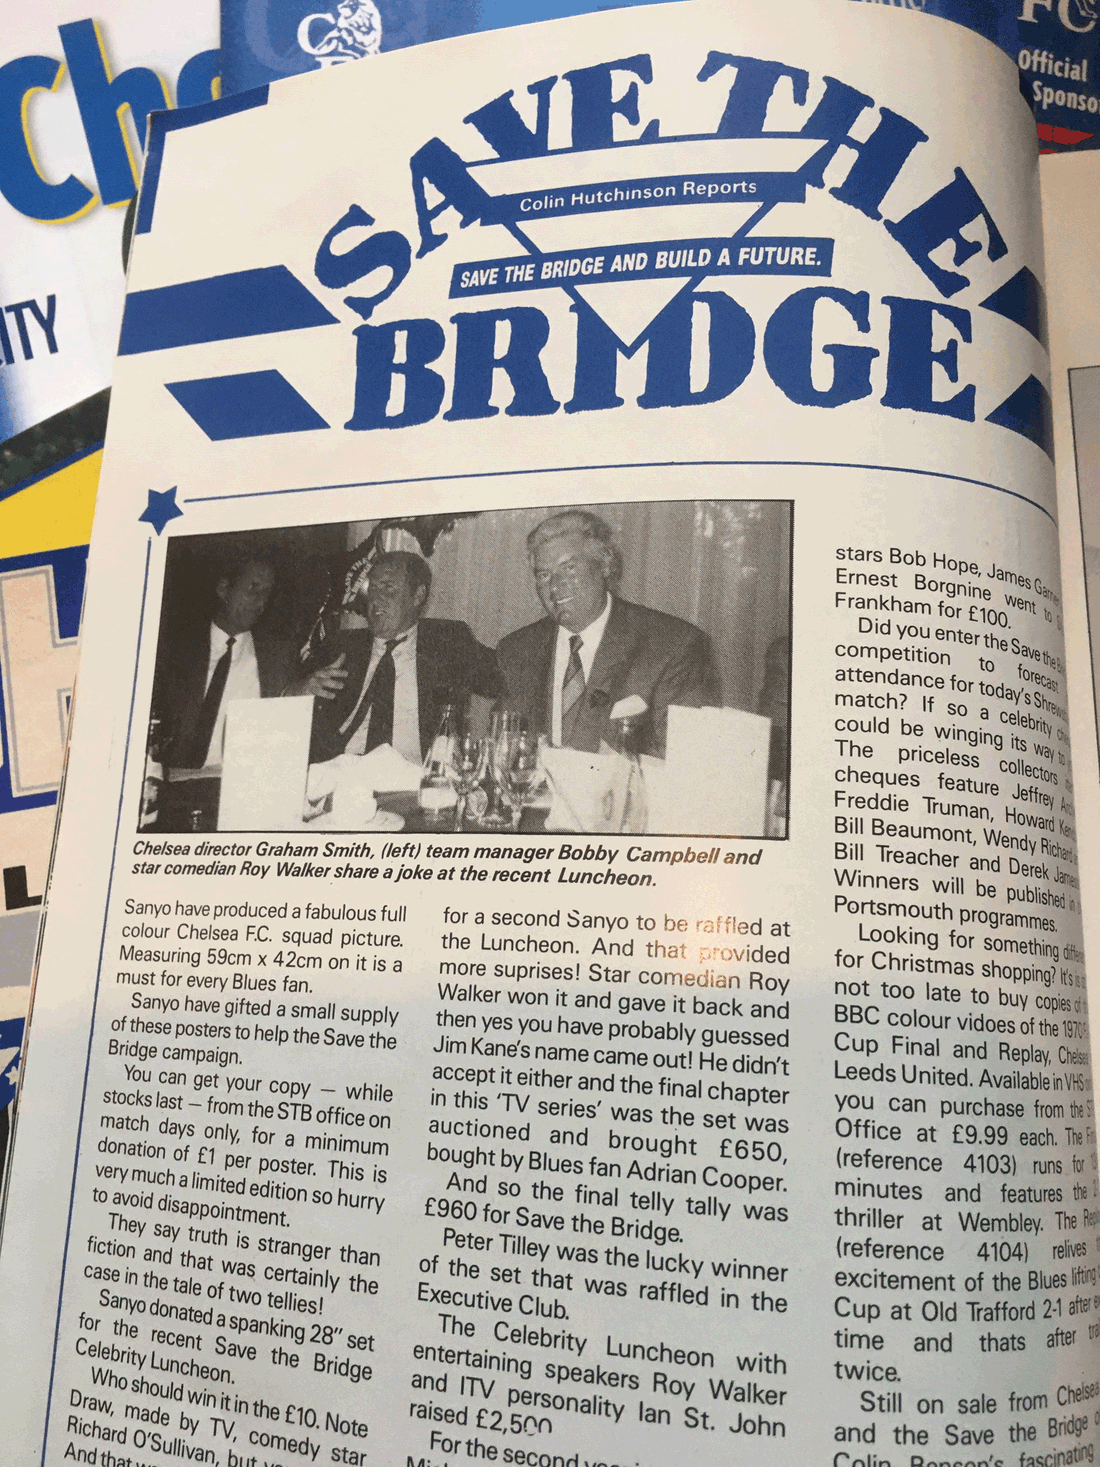 Che
ITY
C
FC
Official
Sponso
SAVE THE
Colin Hutchinson Reports
SAVE THE BRIDGE AND BUILD A FUTURE.
BRIDGE
Chelsea director Graham Smith, (left) team manager Bobby Campbell and
star comedian Roy Walker share a joke at the recent Luncheon.
Sanyo have produced a fabulous full
colour Chelsea F.C. squad picture.
Measuring 59cm x 42cm on it is a
must for every Blues fan.
Sanyo have gifted a small supply
of these posters to help the Save the
Bridge campaign.
You can get your copy — while
stocks last — from the STB office on
match days only, for a minimum
donation of £1 per poster. This is
very much a limited edition so hurry
to avoid disappointment.
They say truth is stranger than
fiction and that was certainly the
case in the tale of two tellies!
Sanyo donated a spanking 28" set
for the recent Save the Bridge
Celebrity Luncheon.
Who should win it in the £10. Note
Draw, made by TV, comedy star
Richard O'Sullivan, but
And that
for a second Sanyo to be raffled at
the Luncheon. And that provided
more suprises! Star comedian Roy
Walker won it and gave it back and
then yes you have probably guessed
Jim Kane's name came out! He didn't
accept it either and the final chapter
in this 'TV series' was the set was
auctioned and brought £650,
bought by Blues fan Adrian Cooper.
And so the final telly tally was
£960 for Save the Bridge.
Peter Tilley was the lucky winner
of the set that was raffled in the
Executive Club.
The Celebrity Luncheon with
entertaining speakers Roy Walker
and ITV personality Ian St. John
raised £2,500
For the second
stars Bob Hope, James Garner
Ernest Borgnine went to
Frankham for £100.
Did you enter the Save the
competition to forecast
attendance for today's Shrew
match? If so a celebrity
could be winging its way to
The priceless collectors
cheques feature Jeffrey
Freddie Truman, Howard
Bill Beaumont, Wendy Richard
Bill Treacher and Derek James
Winners will be published in
Portsmouth programmes.
Looking for something
for Christmas shopping? It's
not too late to buy copies of
BBC colour vidoes of the 1970
Cup Final and Replay, Chelsea
Leeds United. Available in VHS
you can purchase from the
Office at £9.99 each. The
(reference 4103) runs for
minutes and features the
thriller at Wembley. The
(reference 4104) relives
excitement of the Blues lifting
Cup at Old Trafford 2-1 after
time and thats after
twice.
Still on sale from Chelsea
and the Save the Bridge
Colin Benson's fascinating